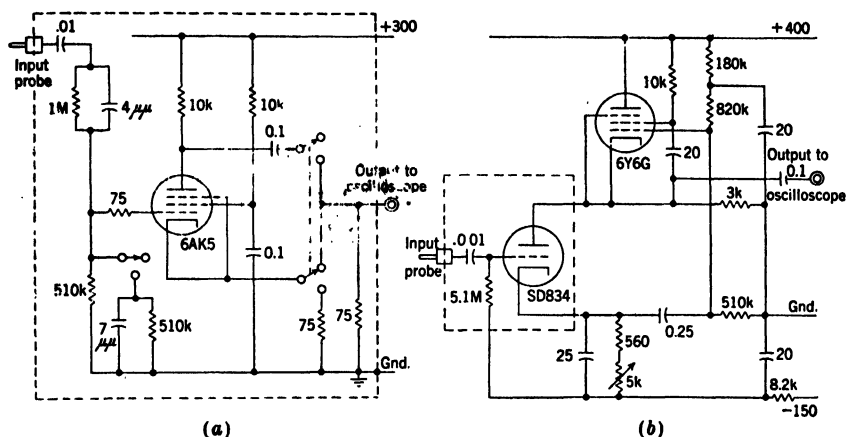 .01
+300
Input
probe
1M
4μμ
10k
10k
0.1
Output to
oscilloscope
75
6AK5
0.1
510k
7
μμ
510k
75
75
Gnd.
(a)
+400
180k
10k
820k
6Y6G
20
20
Output to
0.1
oscilloscope
3k
Input
probe
.001
5.1M
SD834
0.25
510k
Gnd.
25
560
5k
20
8.2k
-150
(b)